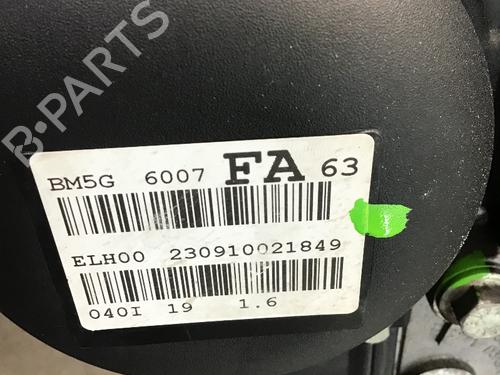 B-PARTS
BM5G 6007 FA 63
ELH00 230910021849
040I 19 1.6